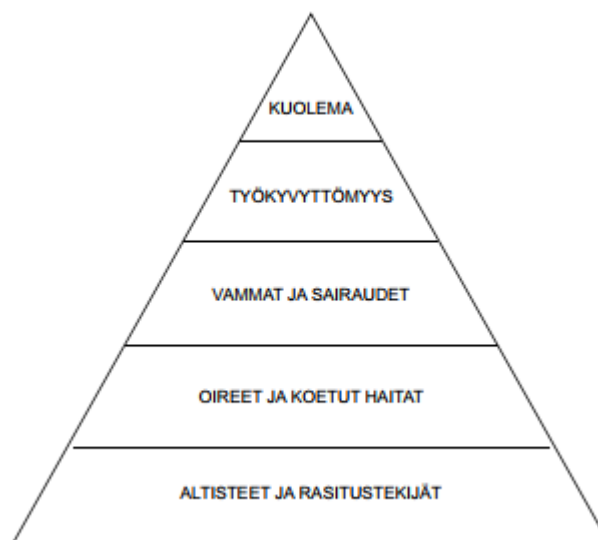 KUOLEMA
TYÖKYVYTTÖMYYS
VAMMAT JA SAIRAUDET
OIREET JA KOETUT HAITAT
ALTISTEET JA RASITUSTEKIJÄT